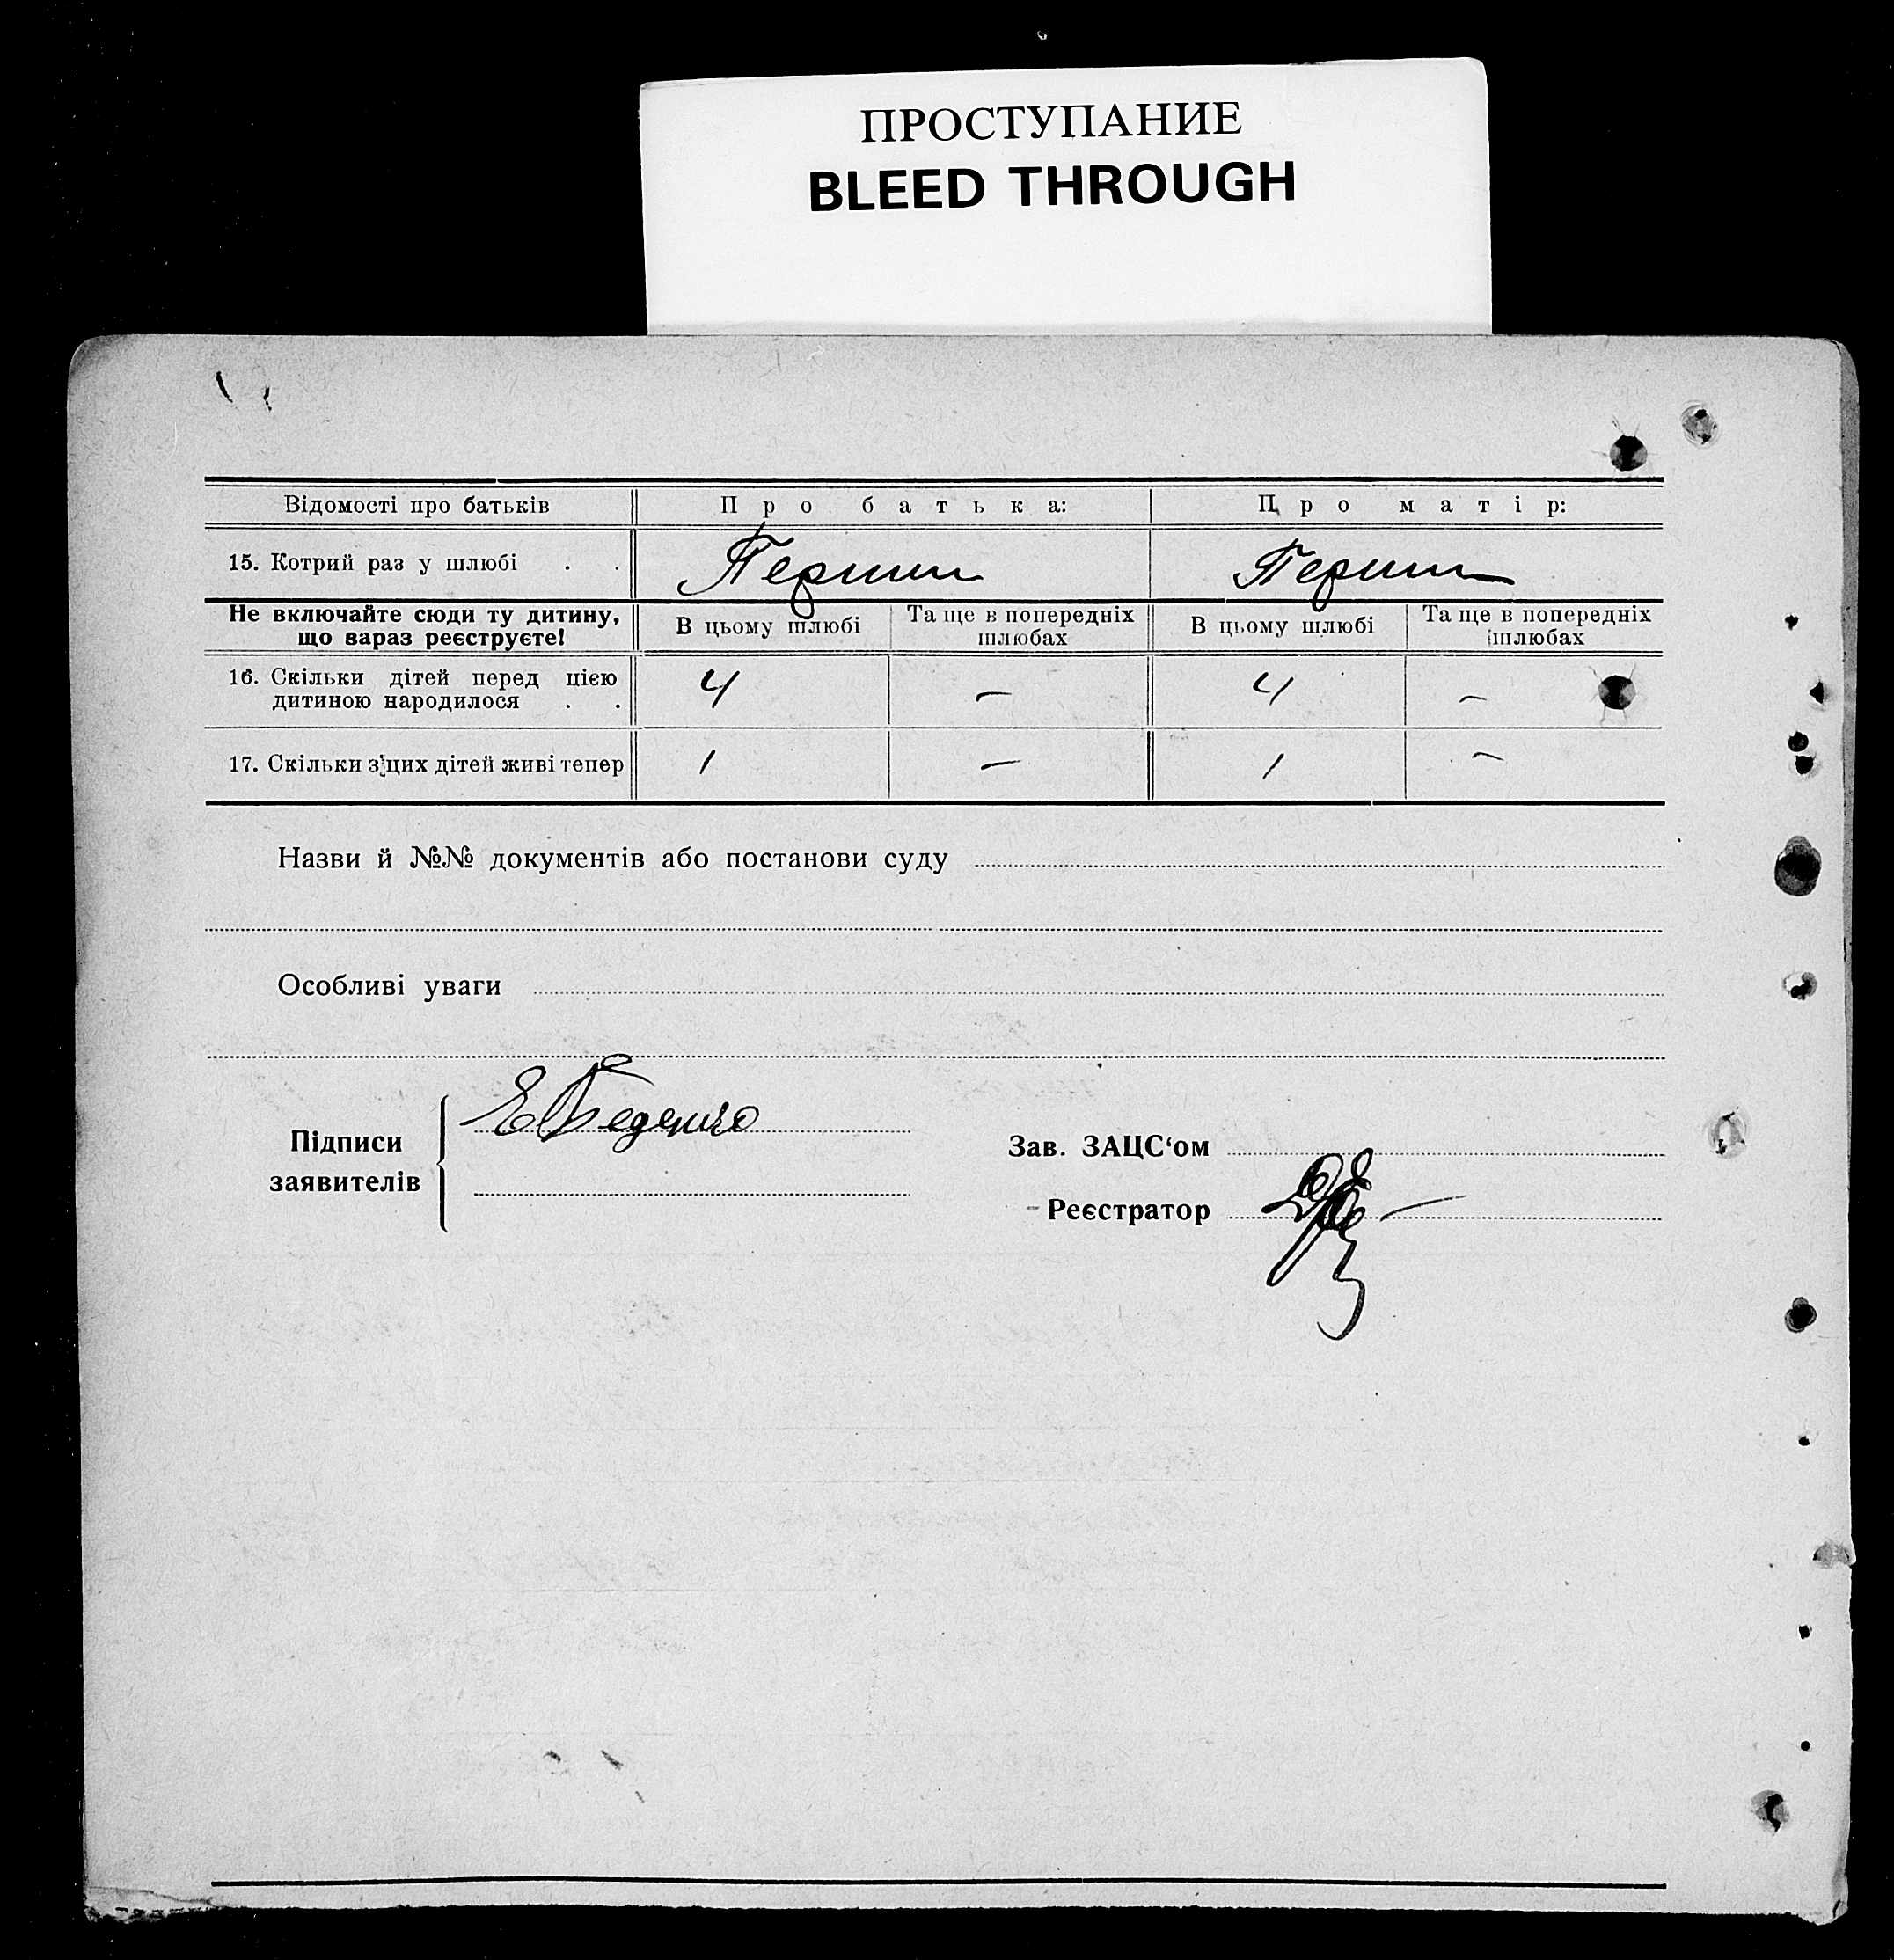 ПРОСТУПАНИЕ
BLEED THROUGH
Відомості про батьків Про батька: Про матір:
15. Котрий раз у шлюбі . . Перший Перший
Не включайте сюди ту дитину, що вараз реєструєте! В цьому шлюбі Та ще в попередніх шлюбах В цьому шлюбі Та ще в попередніх шлюбах
16. Скільки дітей перед цією
дитиною народилося . . 4 — 4 —
17. Скільки з цих дітей живі тепер 1 — 1 —
Назви й №№ документів або постанови суду
Особливі уваги
Підписи
заявителів
Зав. ЗАЦС‘ом
Реєстратор